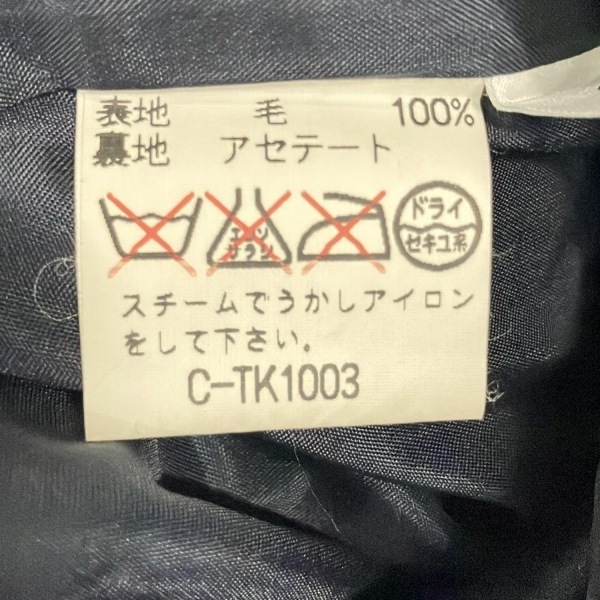 表地 毛 100%
裏地 アセテート
エンソ
サラシ
ドライ
セキユ系
スチームでうかしアイロン
をして下さい。
C-TK1003